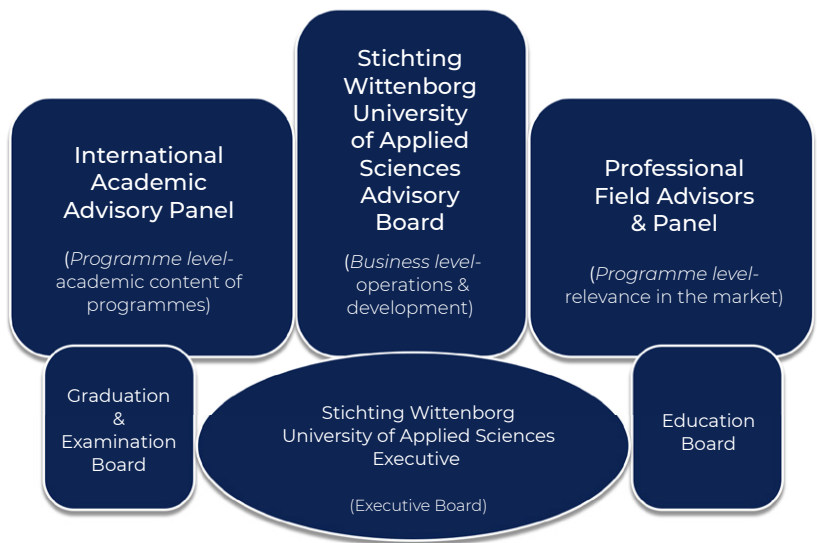 International
Academic
Advisory Panel
(Programme level-
academic content of
programmes)
Stichting
Wittenborg
University
of Applied
Sciences
Advisory
Board
(Business level-
operations &
development)
Professional
Field Advisors
& Panel
(Programme level-
relevance in the market)
Graduation
&
Examination
Board
Stichting Wittenborg
University of Applied Sciences
Executive
(Executive Board)
Education
Board